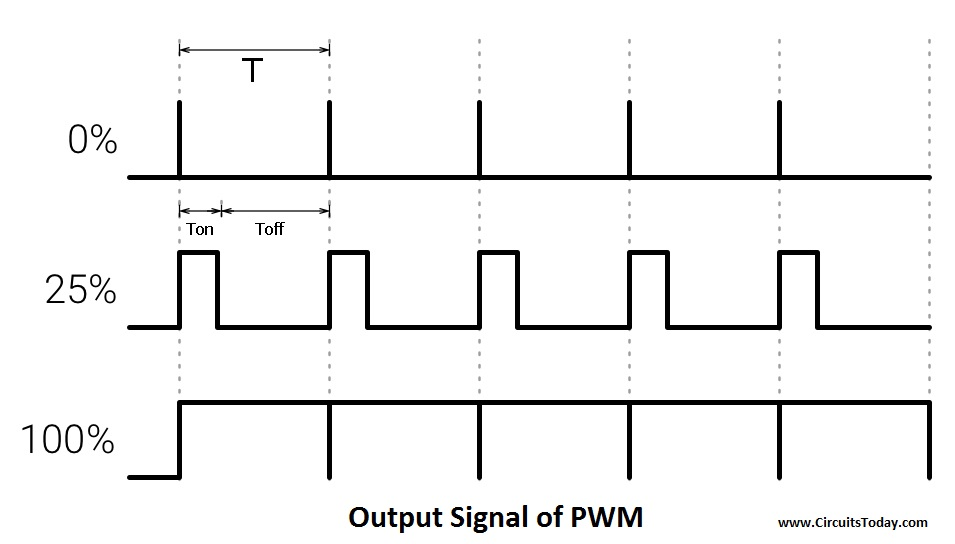 T
0%
Ton Toff
25%
100%
Output Signal of PWM
www.CircuitsToday.com